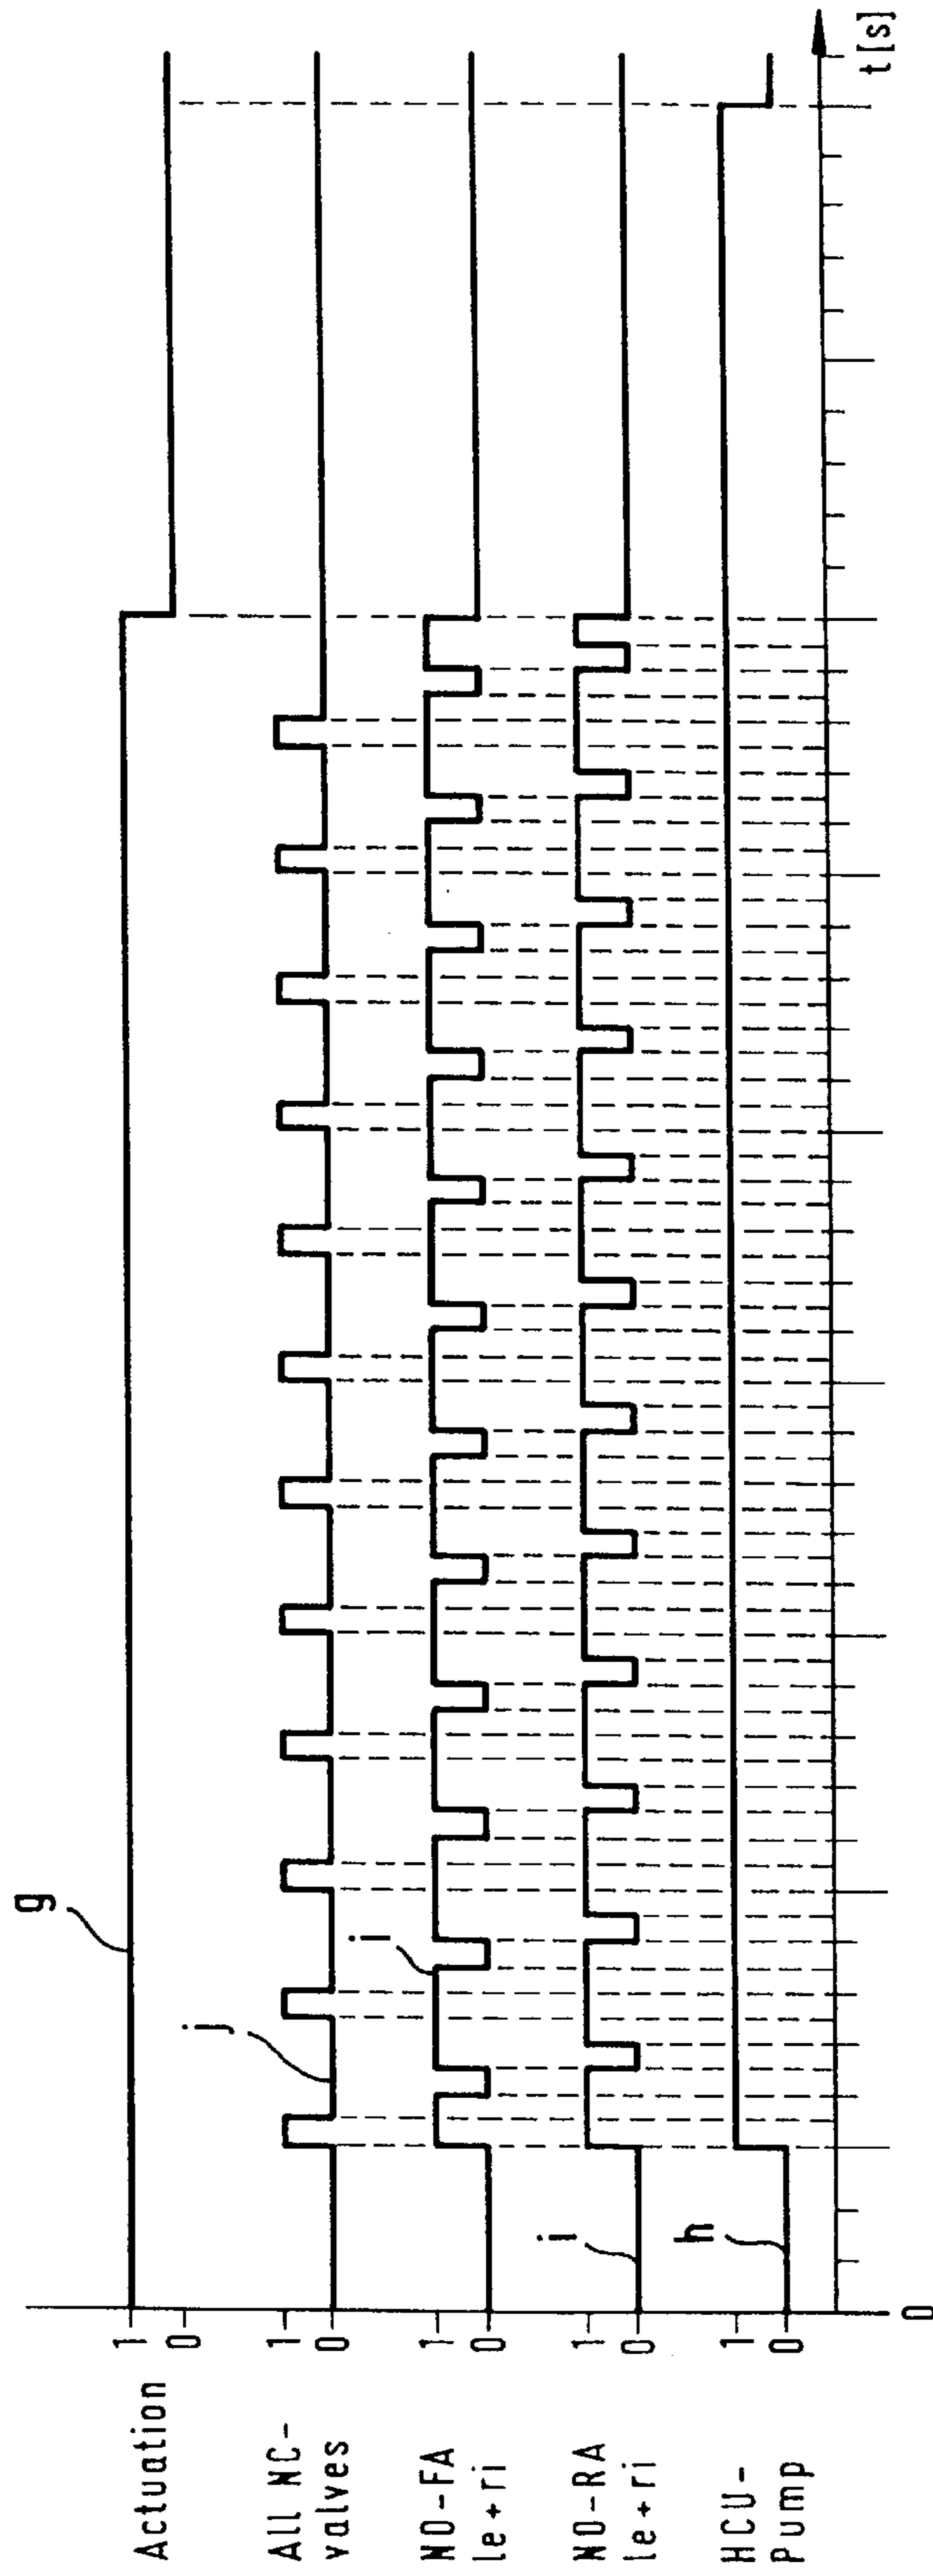 g
Actuation
1
0
j
All NC-
valves
1
0
i
NO-FA
le+ri
1
0
i
NO-RA
le+ri
1
0
h
HCU-
Pump
1
0
0
t[s]